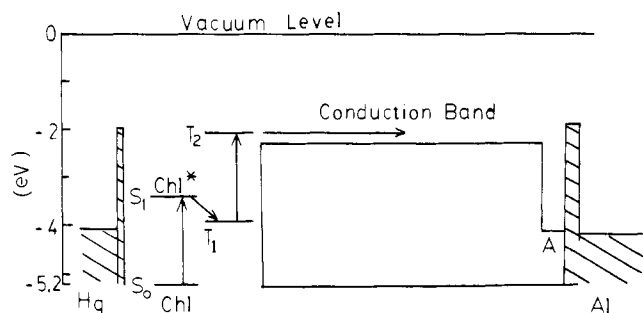 Vacuum Level
0
Conduction Band
-2
T2
(eV)
Chl*
S1
-4
T1
A
-5.2
S0
Hg
Chl
Al